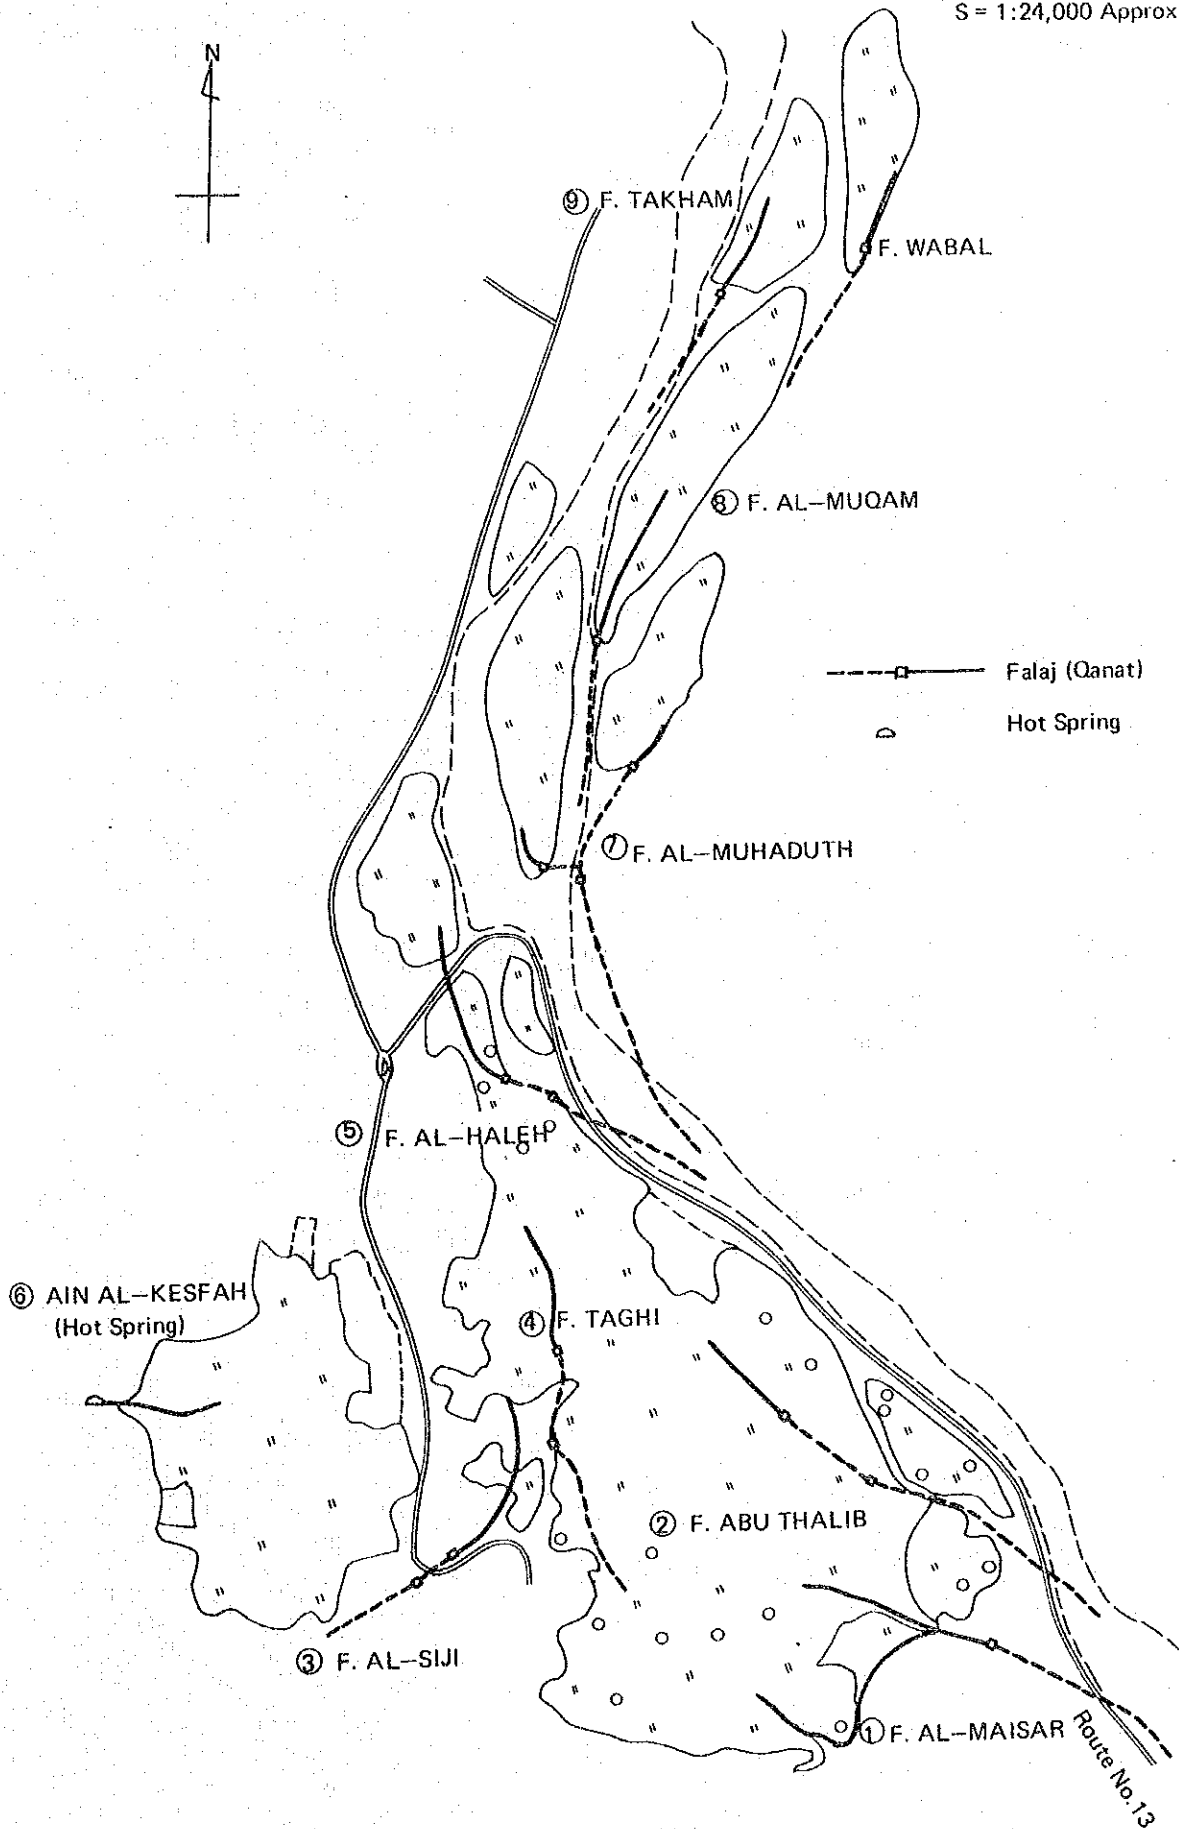 S = 1:24,000 Approx
N
⑨ F. TAKHAM
F. WABAL
⑧ F. AL–MUQAM
Falaj (Qanat)
Hot Spring
⑦ F. AL–MUHADUTH
⑤ F. AL–HALEH
⑥ AIN AL–KESFAH
(Hot Spring)
④ F. TAGHI
② F. ABU THALIB
③ F. AL–SIJI
① F. AL–MAISAR
Route No.13